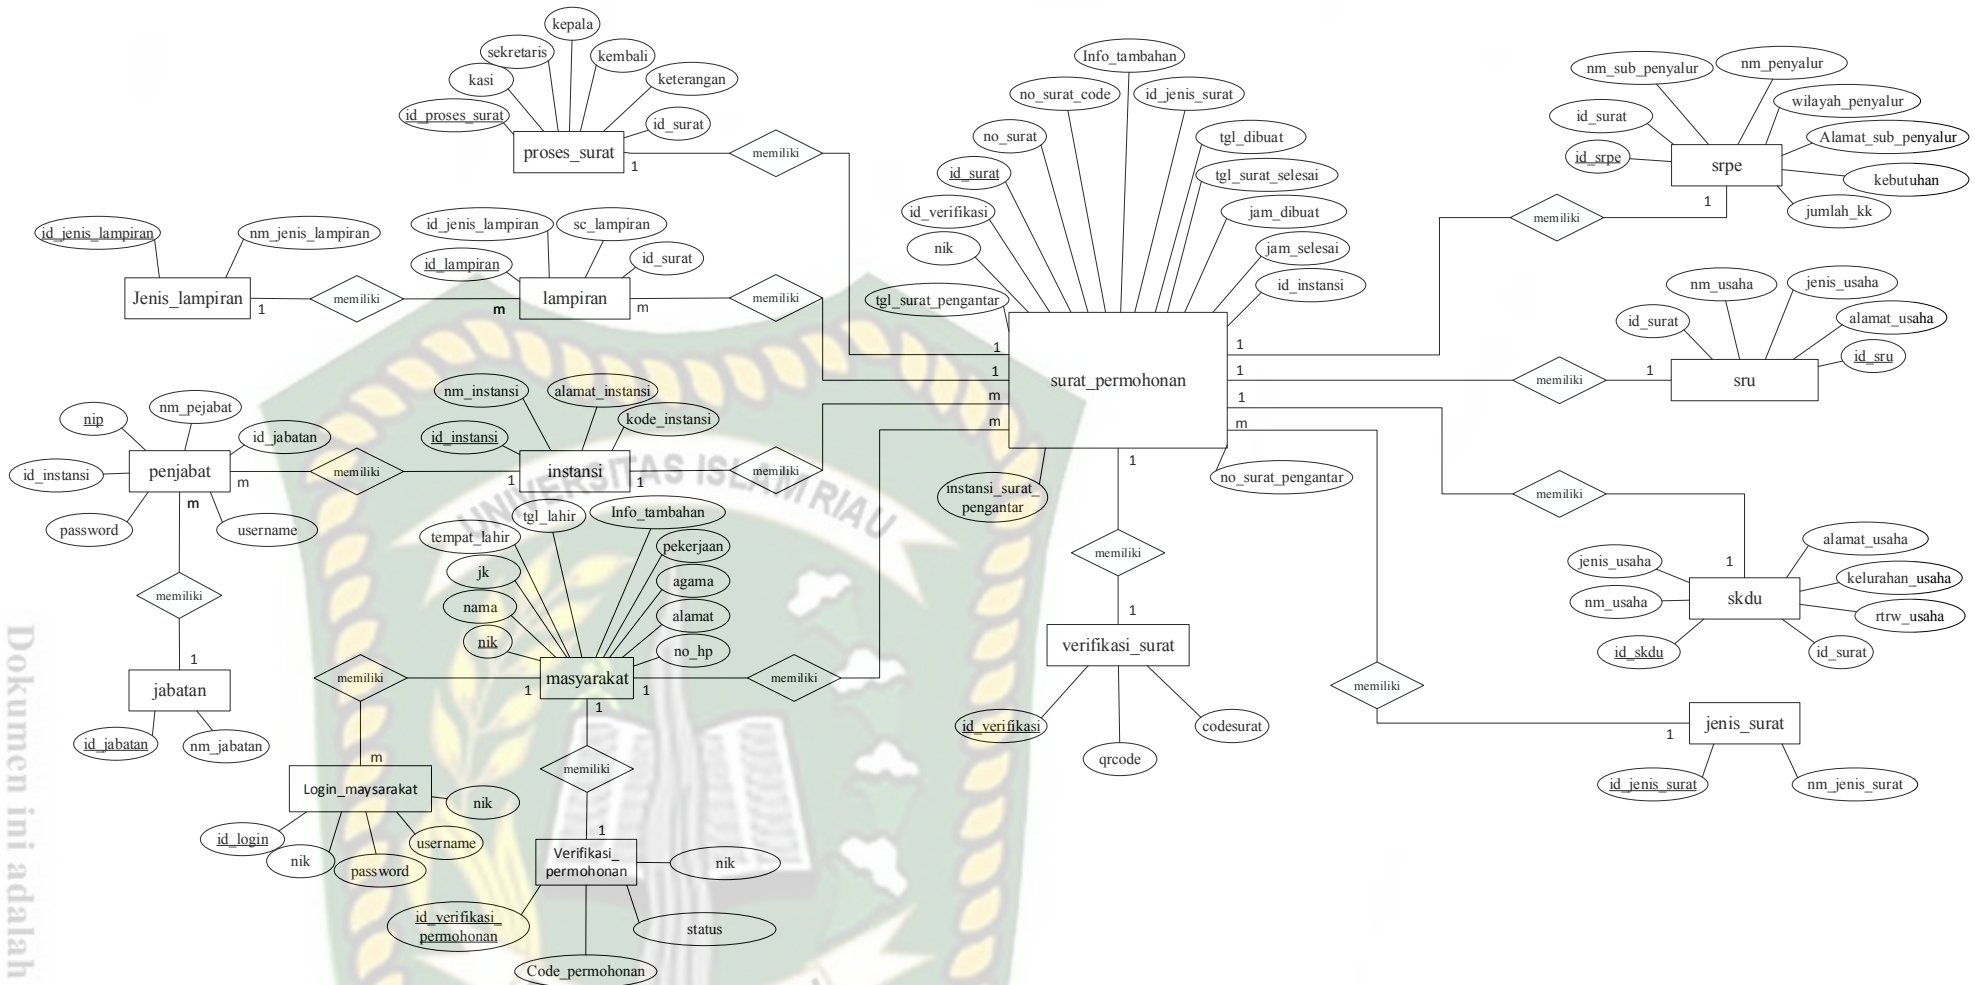 kepala
sekretaris
kembali
kasi
keterangan
id_proses_surat
id_surat
proses_surat
1
memiliki
id_jenis_lampiran
nm_jenis_lampiran
Jenis_lampiran
1
memiliki
m
id_jenis_lampiran
sc_lampiran
id_lampiran
id_surat
lampiran
m
memiliki
nip
nm_pejabat
id_jabatan
id_instansi
penjabat
m
m
password
username
memiliki
nm_instansi
alamat_instansi
id_instansi
kode_instansi
instansi
1
1
memiliki
memiliki
1
jabatan
id_jabatan
nm_jabatan
UNIVERSITAS ISLAM RIAU
tgl_lahir
Info_tambahan
tempat_lahir
pekerjaan
jk
agama
nama
alamat
nik
no_hp
masyarakat
1
1
1
memiliki
memiliki
memiliki
m
Login_maysarakat
nik
id_login
nik
password
username
1
Verifikasi_
permohonan
nik
id_verifikasi_
permohonan
status
Code_permohonan
Info_tambahan
no_surat_code
id_jenis_surat
no_surat
tgl_dibuat
id_surat
tgl_surat_selesai
id_verifikasi
jam_dibuat
nik
jam_selesai
tgl_surat_pengantar
id_instansi
surat_permohonan
1
1
m
m
1
1
1
m
1
instansi_surat_
pengantar
no_surat_pengantar
memiliki
1
verifikasi_surat
id_verifikasi
qrcode
codesurat
nm_sub_penyalur
nm_penyalur
wilayah_penyalur
id_surat
Alamat_sub_penyalur
id_srpe
srpe
kebutuhan
jumlah_kk
1
memiliki
nm_usaha
jenis_usaha
id_surat
alamat_usaha
id_sru
memiliki
1
sru
memiliki
1
alamat_usaha
jenis_usaha
kelurahan_usaha
nm_usaha
skdu
rtrw_usaha
id_skdu
id_surat
memiliki
1
jenis_surat
id_jenis_surat
nm_jenis_surat
Dokumen ini adalah